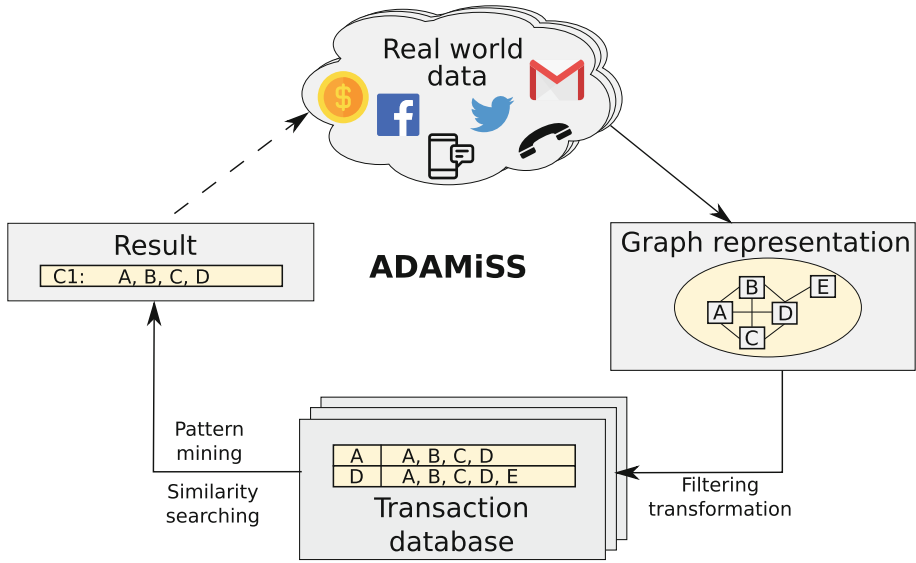 Real world
data
$
f
Result
C1: A, B, C, D
ADAMiSS
Graph representation
B
E
A
D
C
Pattern
mining
Similarity
searching
A A, B, C, D
D A, B, C, D, E
Transaction
database
Filtering
transformation